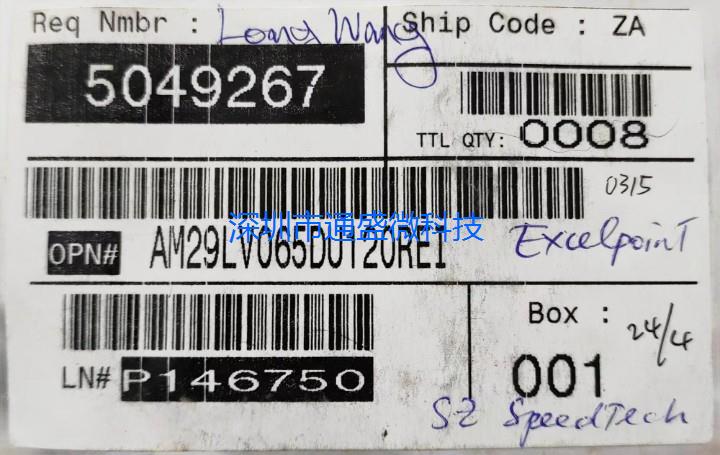 Req Nmbr : Long Wang Ship Code : ZA
5049267
TTL QTY: 0008
0315
深圳市通盛微科技
OPN# AM29LV065DU120REI Excelpoint
Box : 24/4
LN# P146750 001
SZ SpeedTech